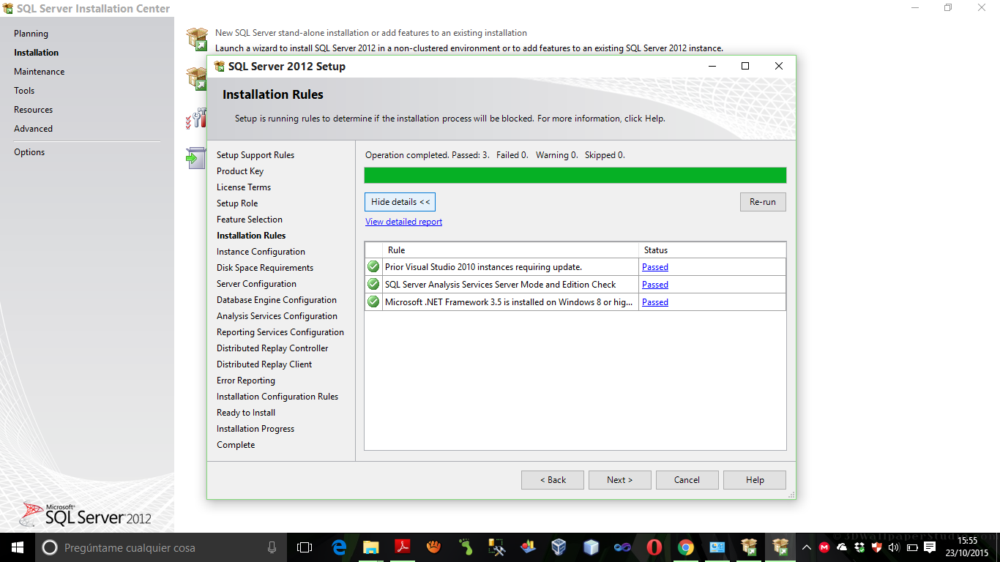 SQL Server Installation Center
Planning
Installation
Maintenance
Tools
Resources
Advanced
Options
New SQL Server stand-alone installation or add features to an existing installation
Launch a wizard to install SQL Server 2012 in a non-clustered environment or to add features to an existing SQL Server 2012 instance.
SQL Server 2012 Setup
Installation Rules
Setup is running rules to determine if the installation process will be blocked. For more information, click Help.
Setup Support Rules
Product Key
License Terms
Setup Role
Feature Selection
Installation Rules
Instance Configuration
Disk Space Requirements
Server Configuration
Database Engine Configuration
Analysis Services Configuration
Reporting Services Configuration
Distributed Replay Controller
Distributed Replay Client
Error Reporting
Installation Configuration Rules
Ready to Install
Installation Progress
Complete
Operation completed. Passed: 3. Failed 0. Warning 0. Skipped 0.
Hide details <<
Re-run
View detailed report
Rule Status
Prior Visual Studio 2010 instances requiring update. Passed
SQL Server Analysis Services Server Mode and Edition Check Passed
Microsoft .NET Framework 3.5 is installed on Windows 8 or hig... Passed
< Back Next > Cancel Help
Microsoft®
SQL Server® 2012
Pregúntame cualquier cosa
© 3DWallpaperStudio.com
15:55
23/10/2015